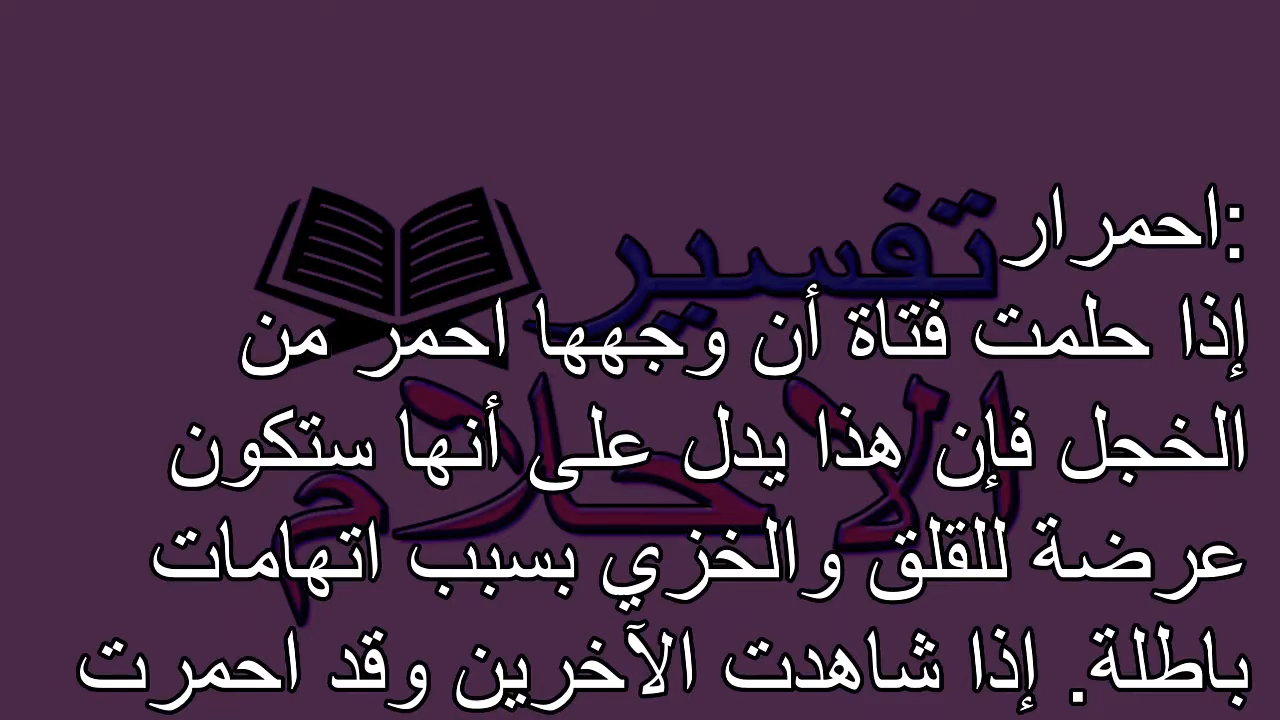 تفسير
الاحلام
احمرار:
إذا حلمت فتاة أن وجهها احمر من
الخجل فإن هذا يدل على أنها ستكون
عرضة للقلق والخزي بسبب اتهامات
باطلة. إذا شاهدت الآخرين وقد احمرت